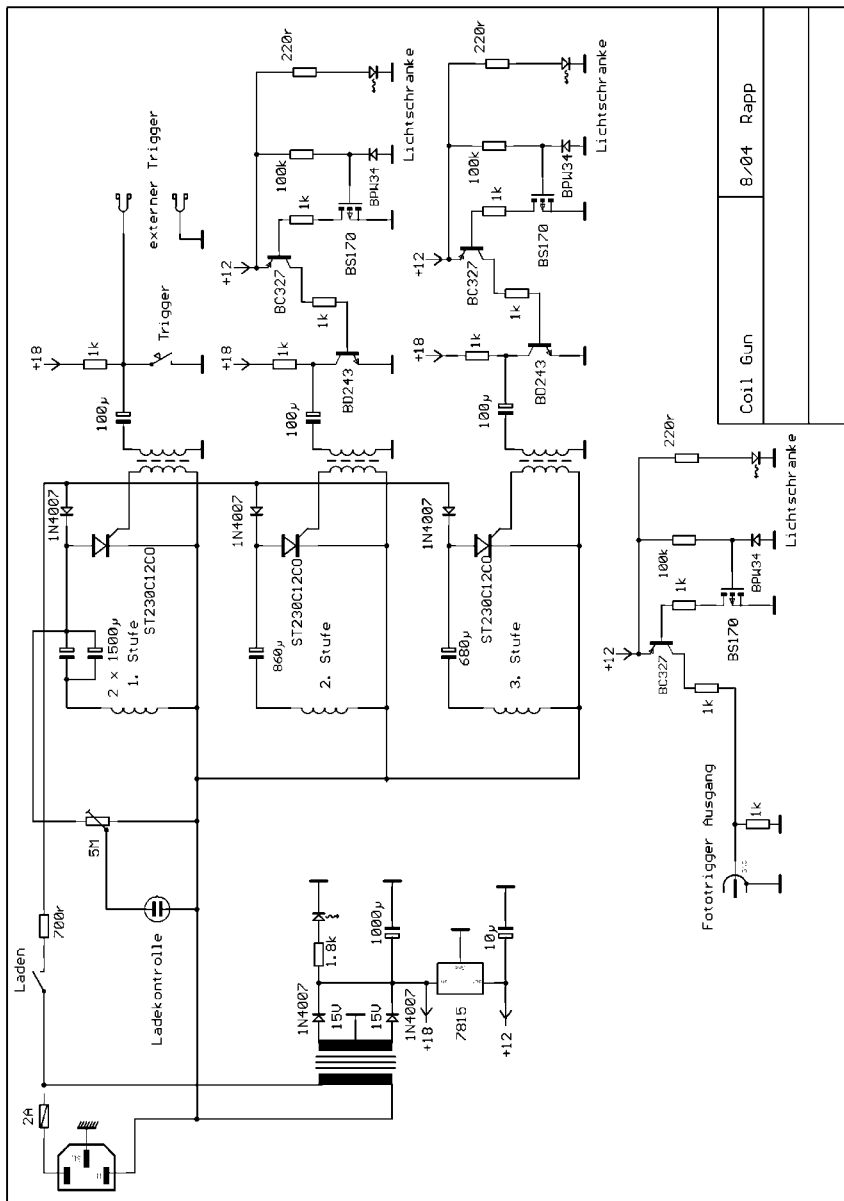 2A
Laden
700r
5M
Ladekontrolle
2 x 1500µ
1. Stufe
1N4007
ST230C12CO
100µ
+18
1k
Trigger
externer Trigger
860µ
2. Stufe
1N4007
ST230C12CO
100µ
+18
1k
BD243
1k
BC327
+12
1k
BS170
100k
BPW34
220r
Lichtschranke
680µ
3. Stufe
1N4007
ST230C12CO
100µ
+18
1k
BD243
1k
BC327
+12
1k
BS170
100k
BPW34
220r
Lichtschranke
1N4007
15V
15V
1N4007
1.8k
1000µ
+18
7815
10µ
+12
Fototrigger Ausgang
1k
1k
BC327
+12
1k
BS170
100k
BPW34
220r
Lichtschranke
Coil Gun
8/04 Rapp